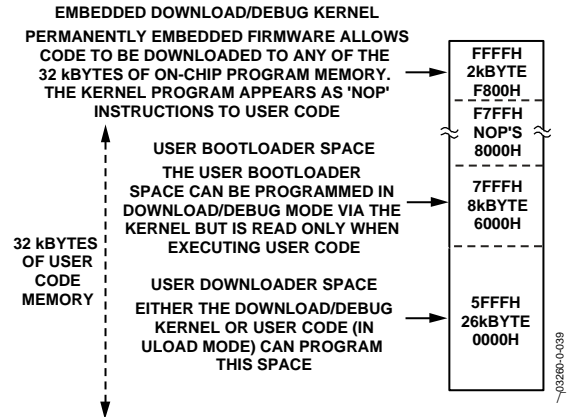 EMBEDDED DOWNLOAD/DEBUG KERNEL
PERMANENTLY EMBEDDED FIRMWARE ALLOWS
CODE TO BE DOWNLOADED TO ANY OF THE
32 kBYTES OF ON-CHIP PROGRAM MEMORY.
THE KERNEL PROGRAM APPEARS AS 'NOP'
INSTRUCTIONS TO USER CODE
FFFFH
2kBYTE
F800H
F7FFH
NOP'S
8000H
USER BOOTLOADER SPACE
THE USER BOOTLOADER
SPACE CAN BE PROGRAMMED IN
DOWNLOAD/DEBUG MODE VIA THE
KERNEL BUT IS READ ONLY WHEN
EXECUTING USER CODE
7FFFH
8kBYTE
6000H
32 kBYTES
OF USER
CODE
MEMORY
USER DOWNLOADER SPACE
EITHER THE DOWNLOAD/DEBUG
KERNEL OR USER CODE (IN
ULOAD MODE) CAN PROGRAM
THIS SPACE
5FFFH
26kBYTE
0000H
03260-0-039